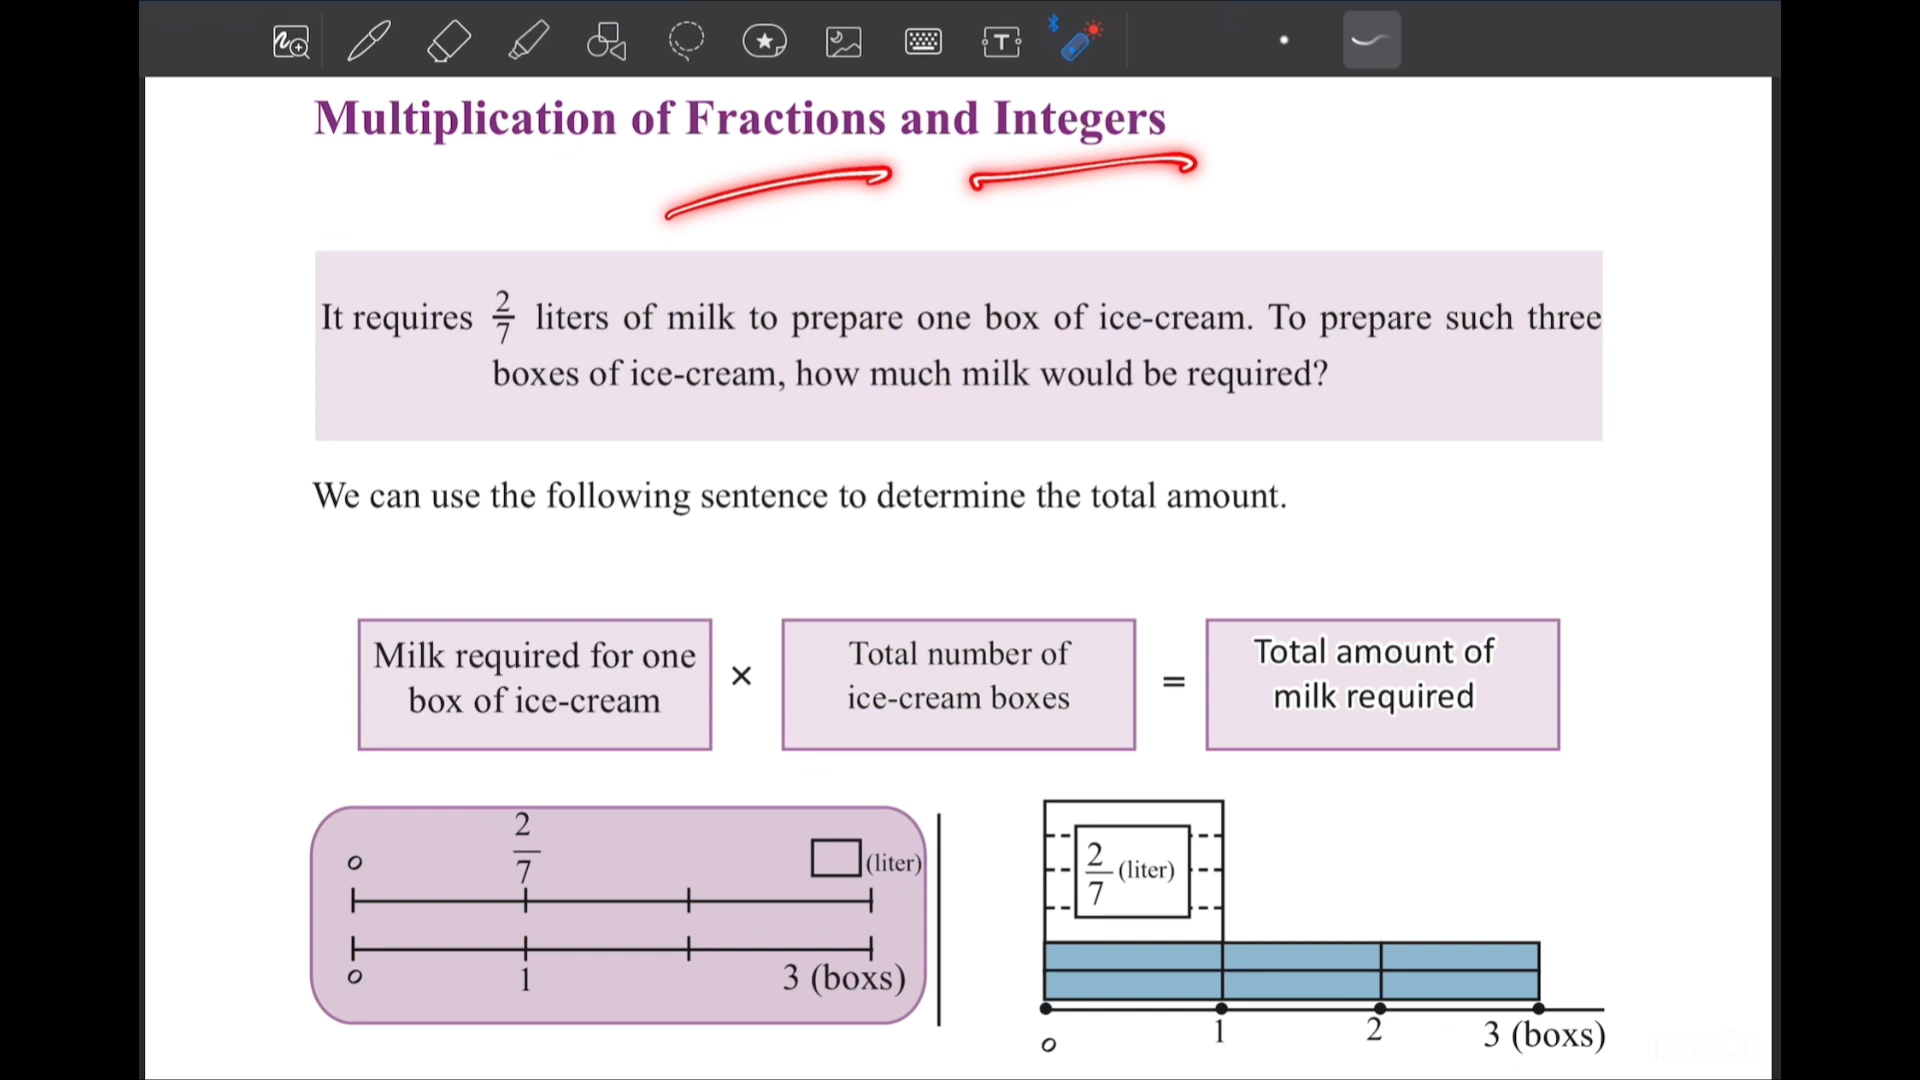 Multiplication of Fractions and Integers
It requires 2/7 liters of milk to prepare one box of ice-cream. To prepare such three
boxes of ice-cream, how much milk would be required?
We can use the following sentence to determine the total amount.
Milk required for one
box of ice-cream
×
Total number of
ice-cream boxes
=
Total amount of
milk required
0 2/7 (liter)
0 1 3 (boxs)
2/7 (liter)
0 1 2 3 (boxs)